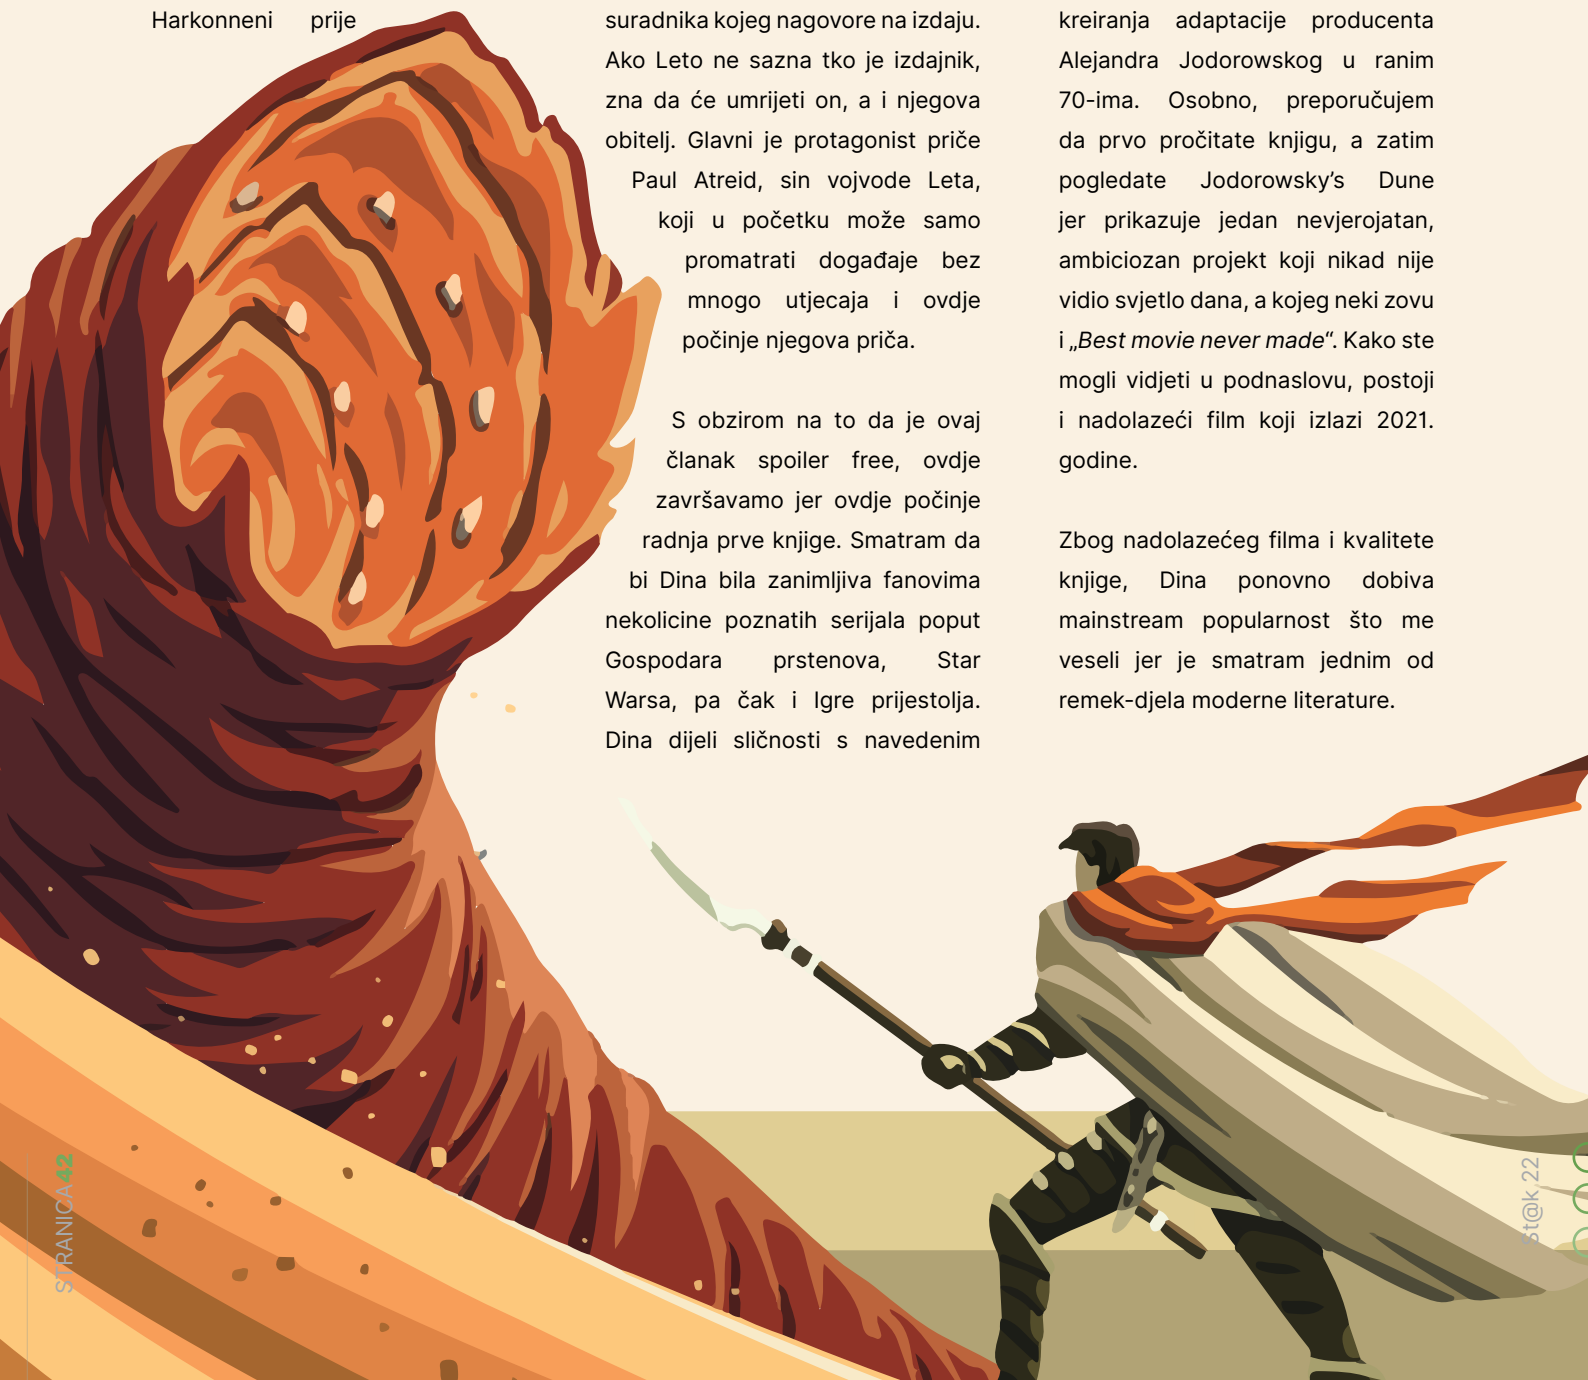 Harkonneni prije
suradnika kojeg nagovore na izdaju.
Ako Leto ne sazna tko je izdajnik,
zna da će umrijeti on, a i njegova
obitelj. Glavni je protagonist priče
Paul Atreid, sin vojvode Leta,
koji u početku može samo
promatrati događaje bez
mnogo utjecaja i ovdje
počinje njegova priča.
S obzirom na to da je ovaj
članak spoiler free, ovdje
završavamo jer ovdje počinje
radnja prve knjige. Smatram da
bi Dina bila zanimljiva fanovima
nekolicine poznatih serijala poput
Gospodara prstenova, Star
Warsa, pa čak i Igre prijestolja.
Dina dijeli sličnosti s navedenim
kreiranja adaptacije producenta
Alejandra Jodorowskog u ranim
70-ima. Osobno, preporučujem
da prvo pročitate knjigu, a zatim
pogledate Jodorowsky’s Dune
jer prikazuje jedan nevjerojatan,
ambiciozan projekt koji nikad nije
vidio svjetlo dana, a kojeg neki zovu
i „Best movie never made“. Kako ste
mogli vidjeti u podnaslovu, postoji
i nadolazeći film koji izlazi 2021.
godine.
Zbog nadolazećeg filma i kvalitete
knjige, Dina ponovno dobiva
mainstream popularnost što me
veseli jer je smatram jednim od
remek-djela moderne literature.
STRANICA 42
St@k 22